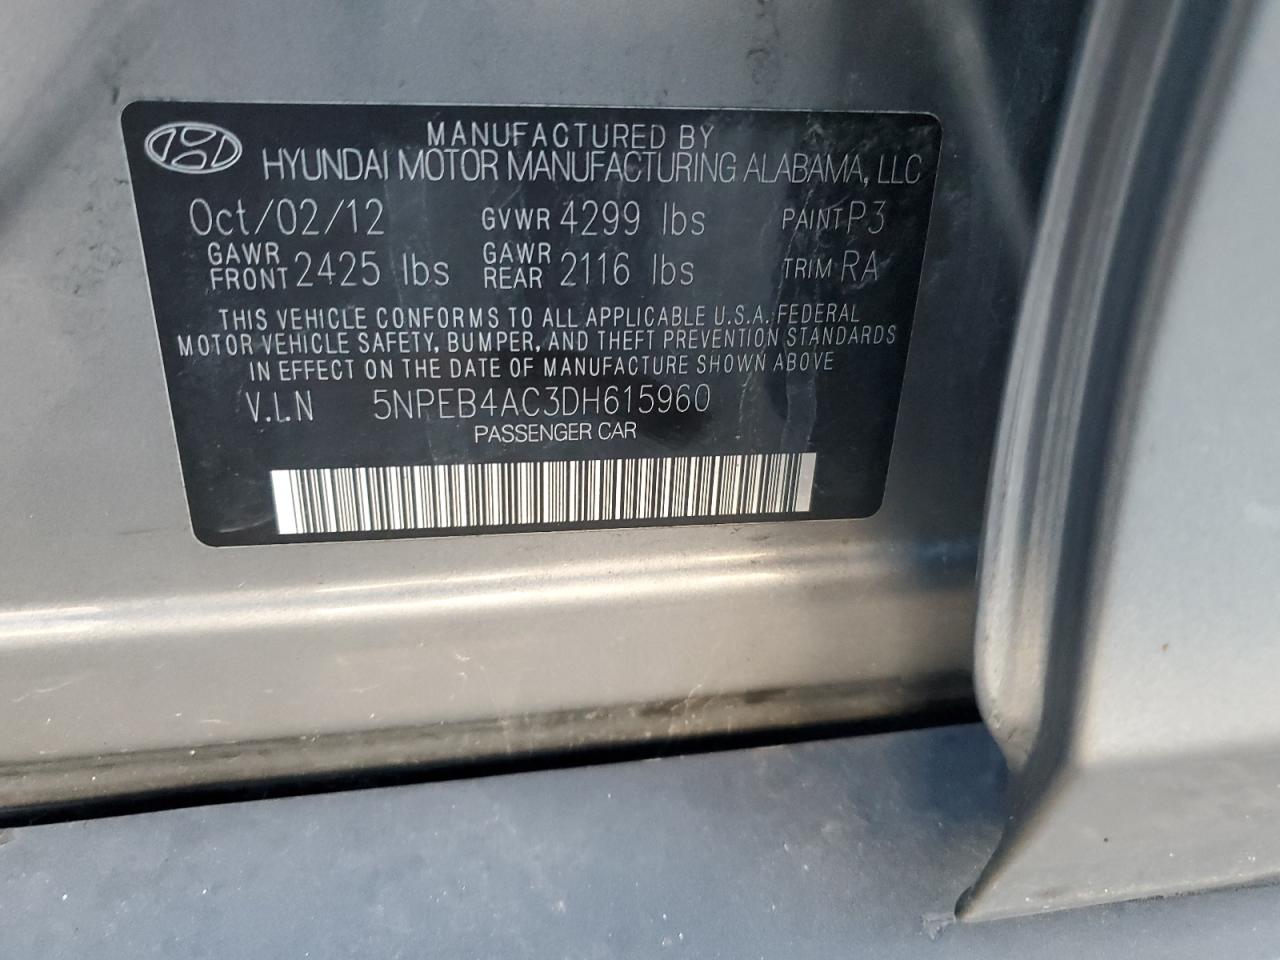 MANUFACTURED BY
HYUNDAI MOTOR MANUFACTURING ALABAMA, LLC
Oct/02/12 GVWR 4299 lbs PAINT P3
GAWR FRONT 2425 lbs GAWR REAR 2116 lbs TRIM RA
THIS VEHICLE CONFORMS TO ALL APPLICABLE U.S.A. FEDERAL
MOTOR VEHICLE SAFETY, BUMPER, AND THEFT PREVENTION STANDARDS
IN EFFECT ON THE DATE OF MANUFACTURE SHOWN ABOVE
V.I.N 5NPEB4AC3DH615960
PASSENGER CAR